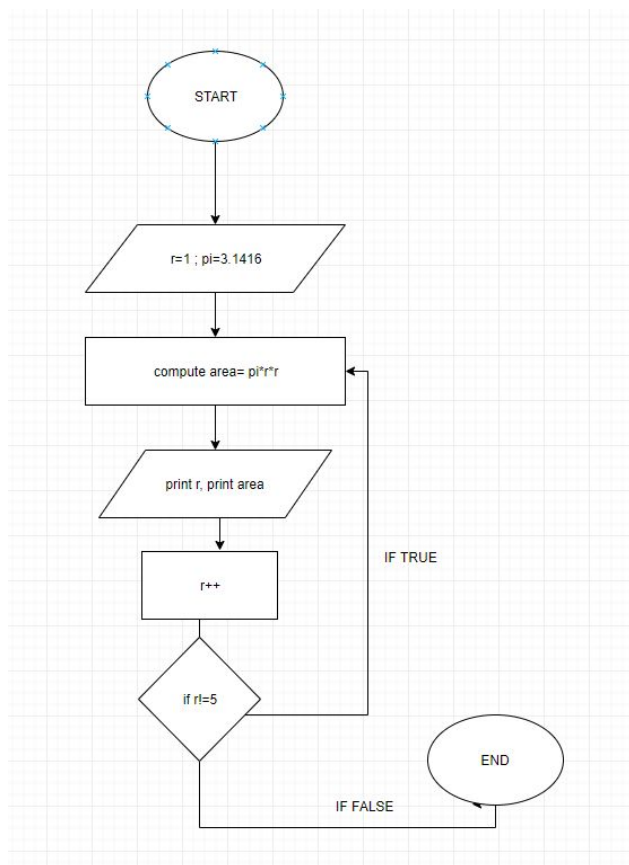 START
r=1 ; pi=3.1416
compute area= pi*r*r
print r, print area
IF TRUE
r++
if r!=5
END
IF FALSE